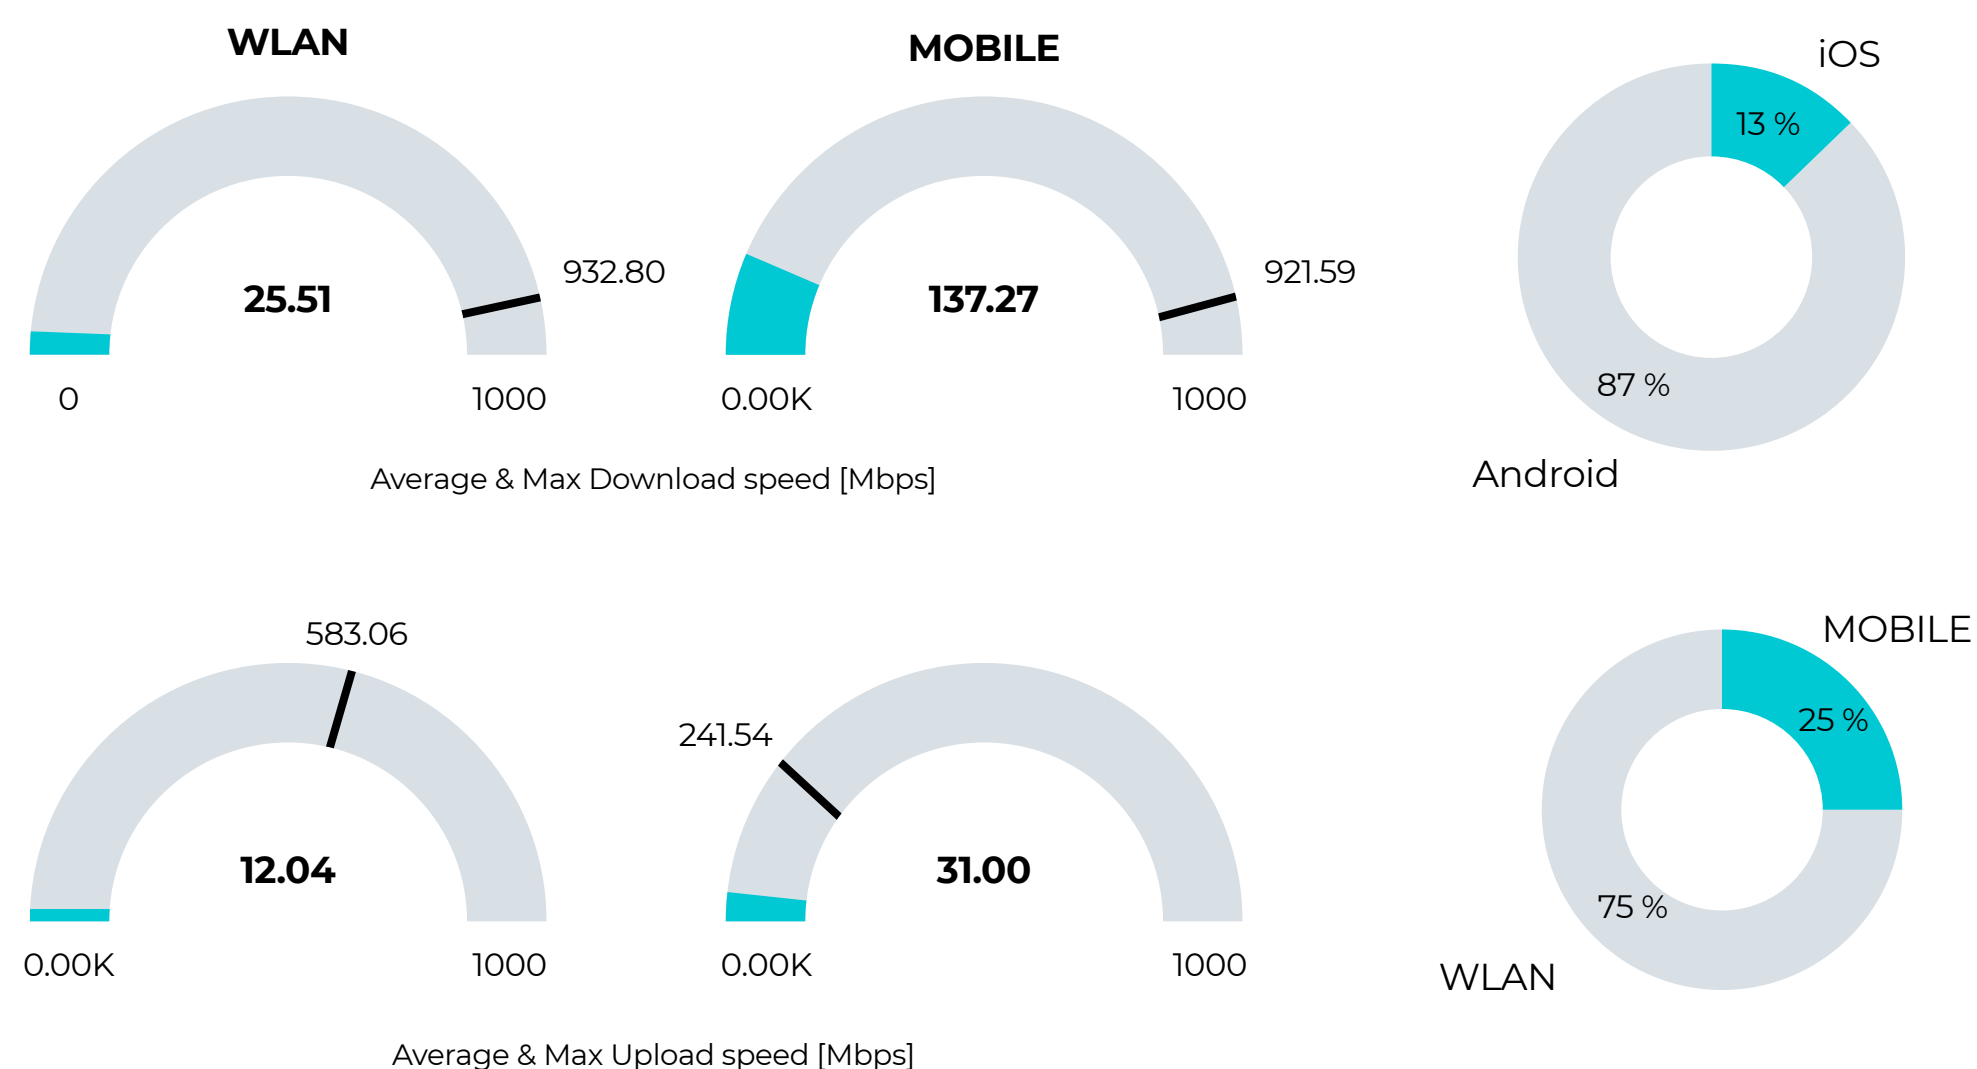 WLAN
MOBILE
iOS
13 %
932.80
921.59
25.51
137.27
0
1000
0.00K
1000
87 %
Android
Average & Max Download speed [Mbps]
583.06
MOBILE
241.54
25 %
12.04
31.00
75 %
0.00K
1000
0.00K
1000
WLAN
Average & Max Upload speed [Mbps]